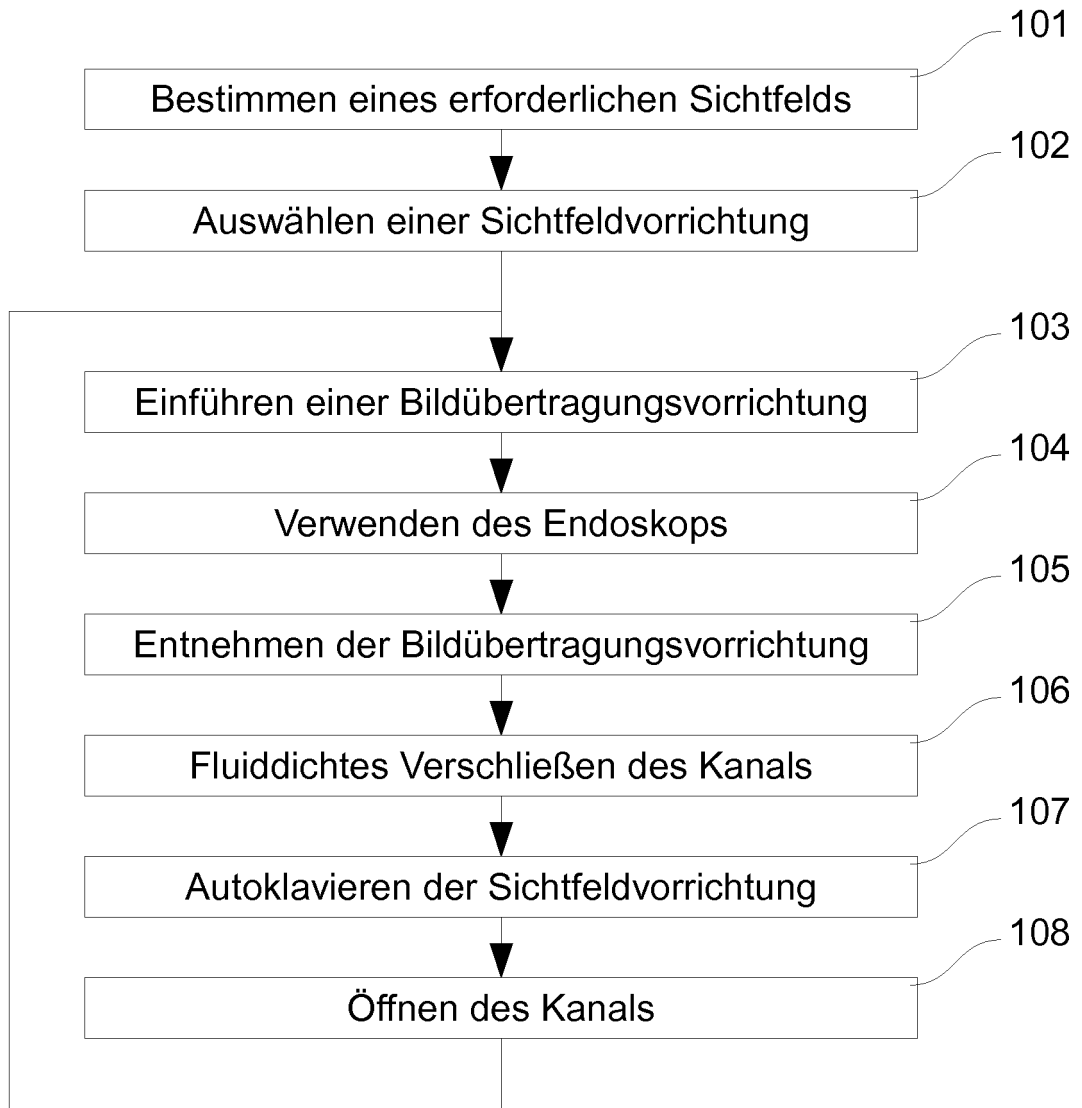 101
Bestimmen eines erforderlichen Sichtfelds
102
Auswählen einer Sichtfeldvorrichtung
103
Einführen einer Bildübertragungsvorrichtung
104
Verwenden des Endoskops
105
Entnehmen der Bildübertragungsvorrichtung
106
Fluiddichtes Verschließen des Kanals
107
Autoklavieren der Sichtfeldvorrichtung
108
Öffnen des Kanals